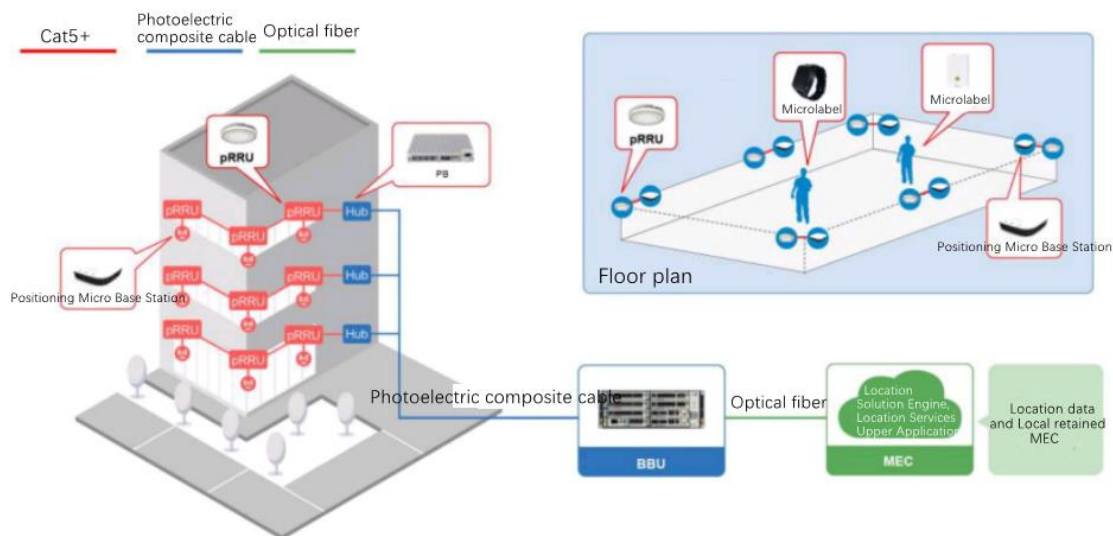 Cat5+
Photoelectric
composite cable
Optical fiber
pRRU
PB
pRRU
pRRU
Hub
pRRU
Positioning Micro Base Station
pRRU
pRRU
Hub
pRRU
pRRU
pRRU
Hub
pRRU
Microlabel
Microlabel
pRRU
Positioning Micro Base Station
Floor plan
Photoelectric composite cable
BBU
Optical fiber
Location
Solution Engine,
Location Services
Upper Application
MEC
Location data
and Local retained
MEC